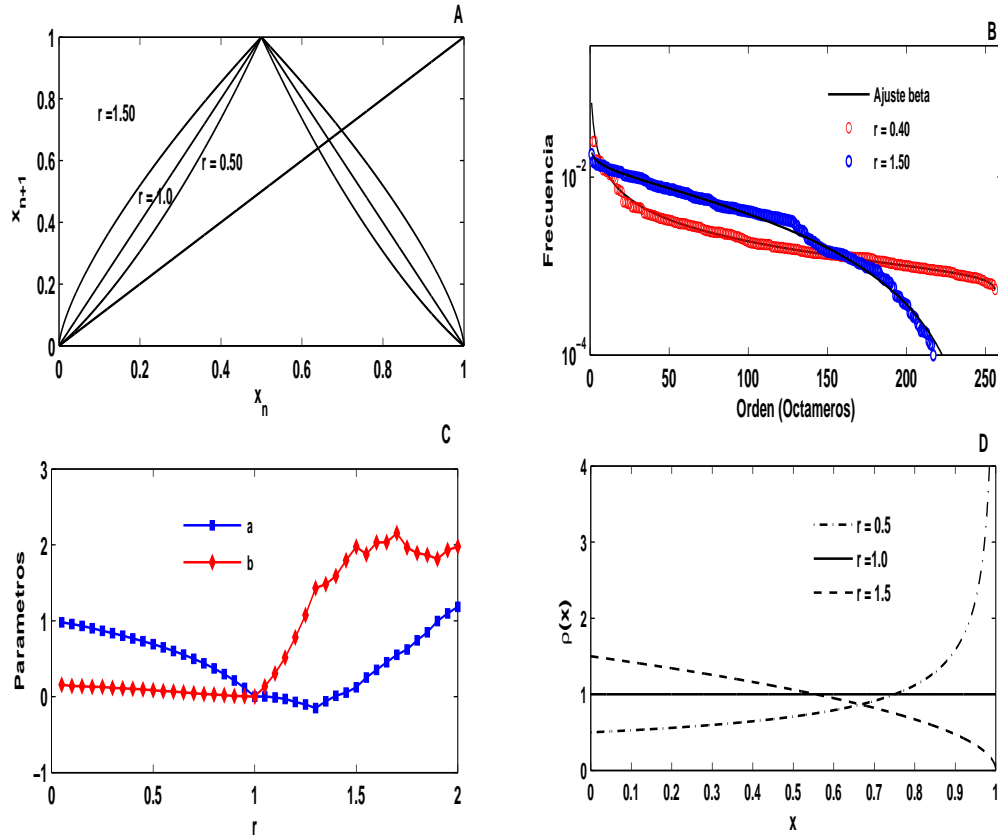 A
1
0.8
0.6
0.4
0.2
0
0 0.2 0.4 0.6 0.8 1
x_{n+1}
x_n
r =1.50
r = 0.50
r = 1.0
B
Ajuste beta
r = 0.40
r = 1.50
10^{-2}
10^{-4}
Frecuencia
0 50 100 150 200 250
Orden (Octameros)
C
3
2
1
0
−1
a
b
Parametros
0 0.5 1 1.5 2
r
D
4
3
2
1
0
r = 0.5
r =1.0
r = 1.5
ρ(x)
0 0.1 0.2 0.3 0.4 0.5 0.6 0.7 0.8 0.9 1
x